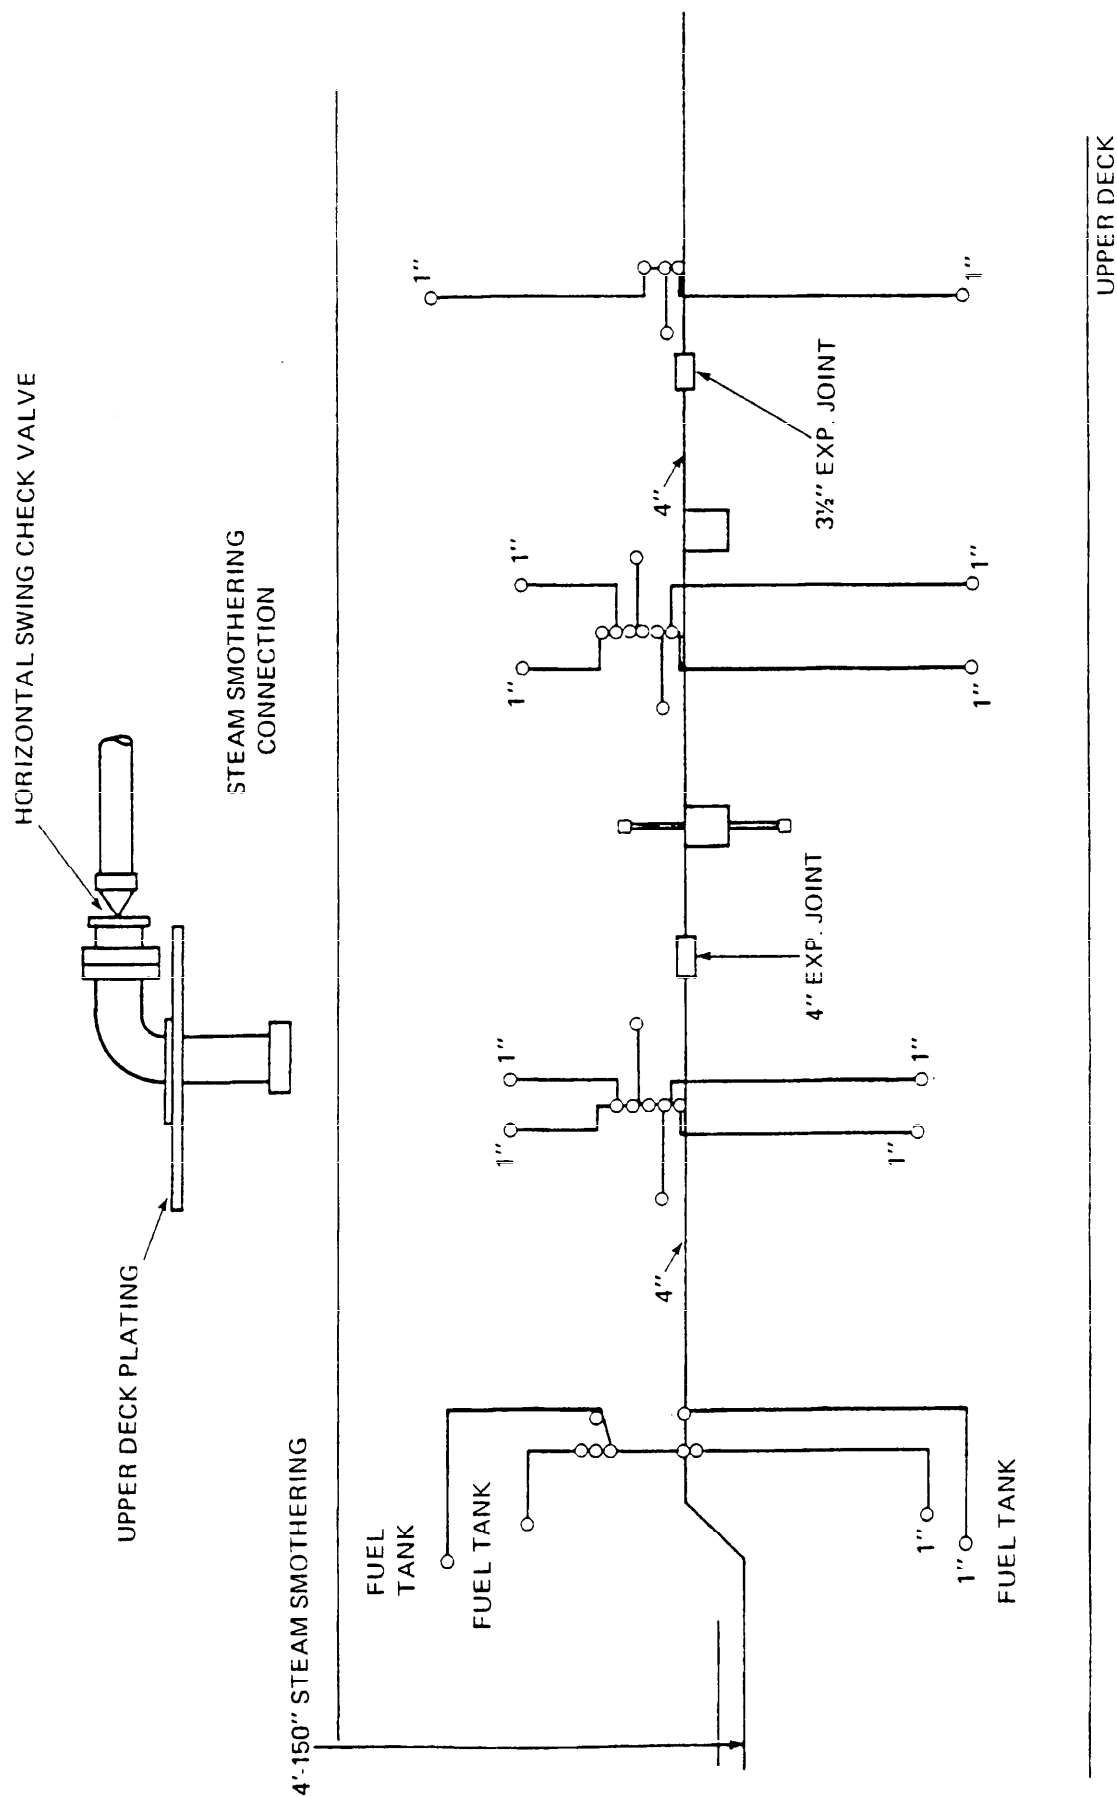 HORIZONTAL SWING CHECK VALVE
STEAM SMOTHERING
CONNECTION
UPPER DECK PLATING
4'-150" STEAM SMOTHERING
FUEL
TANK
FUEL TANK
1"
1"
1"
1"
1"
4"
4"
1"
1"
1"
1"
4" EXP. JOINT
3½" EXP. JOINT
1"
1"
1"
1"
FUEL TANK
UPPER DECK